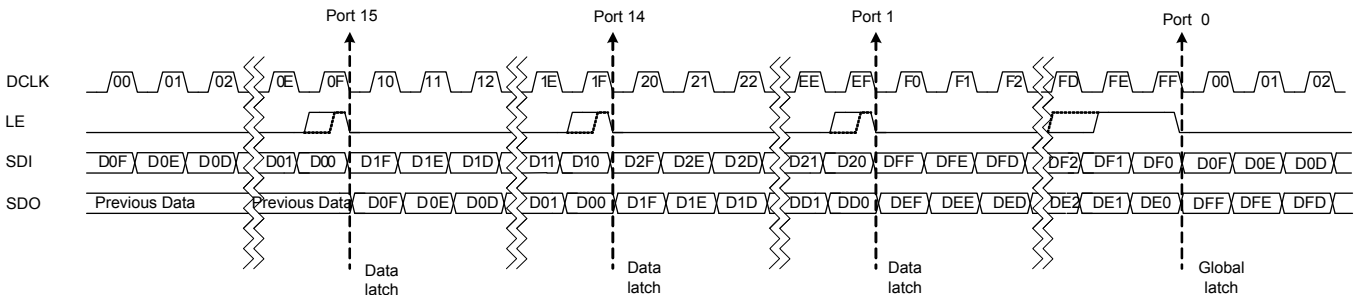 Port 15 Port 14 Port 1 Port 0
DCLK 00 01 02 0E 0F 10 11 12 1E 1F 20 21 22 EE EF F0 F1 F2 FD FE FF 00 01 02
LE
SDI D0F D0E D0D D01 D00 D1F D1E D1D D11 D10 D2F D2E D2D D21 D20 DFF DFE DFD DF2 DF1 DF0 D0F D0E D0D
SDO Previous Data Previous Data D0F D0E D0D D01 D00 D1F D1E D1D DD1 DD0 DEF DEE DED DE2 DE1 DE0 DFF DFE DFD
Data Data Data Global
latch latch latch latch